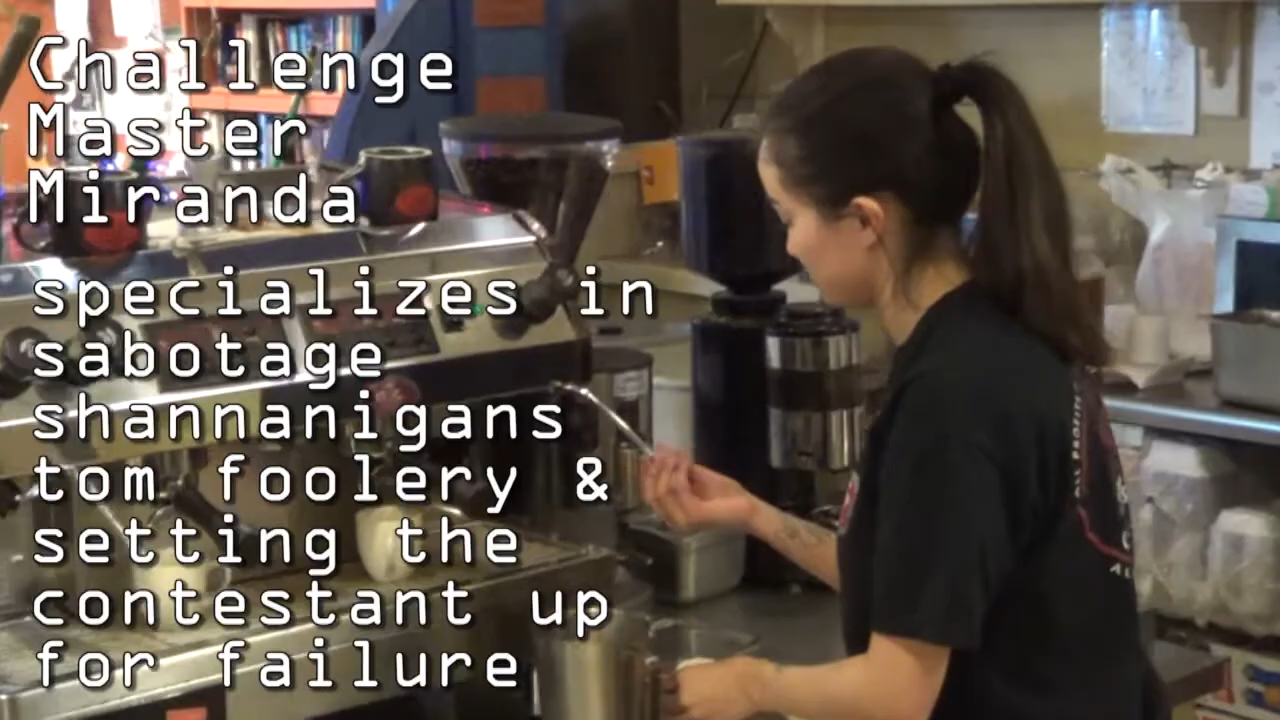 Challenge
Master
Miranda
specializes in
sabotage
shannanigans
tom foolery &
setting the
contestant up
for failure